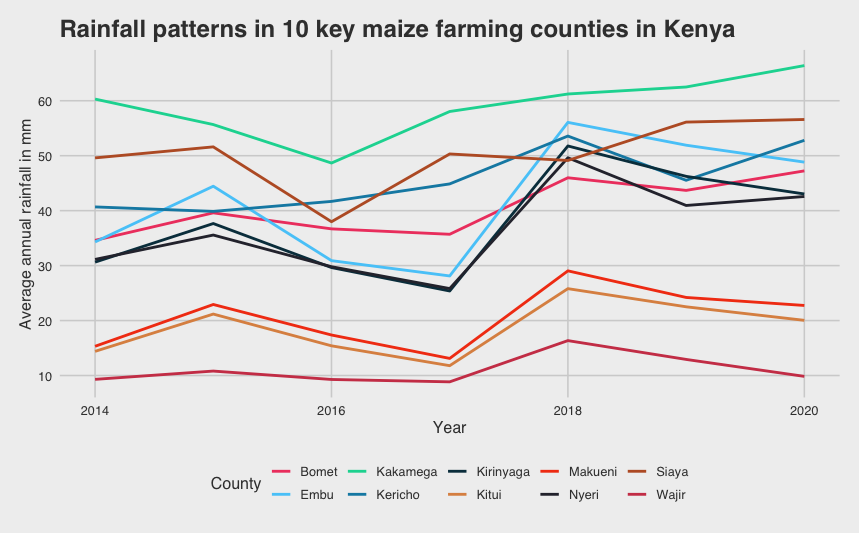 Rainfall patterns in 10 key maize farming counties in Kenya
Average annual rainfall in mm
60
50
40
30
20
10
2014 2016 2018 2020
Year
County
Bomet Kakamega Kirinyaga Makueni Siaya
Embu Kericho Kitui Nyeri Wajir